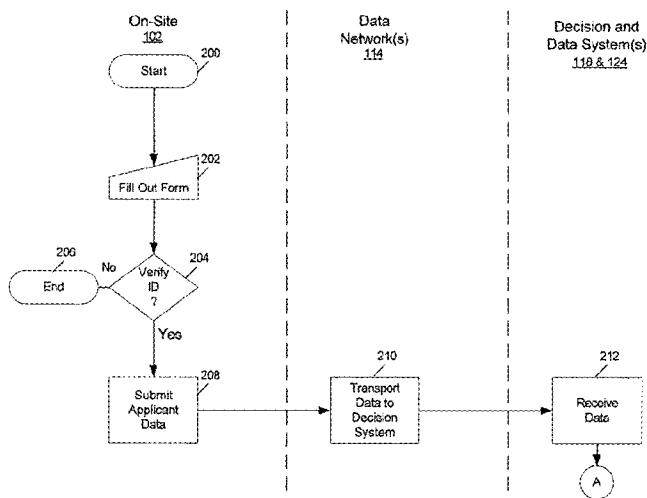 On-Site
102
Data
Network(s)
114
Decision and
Data System(s)
118 & 124
200
Start
202
Fill Out Form
206
End
No
204
Verify
ID
?
Yes
208
Submit
Applicant
Data
210
Transport
Data to
Decision
System
212
Receive
Data
A